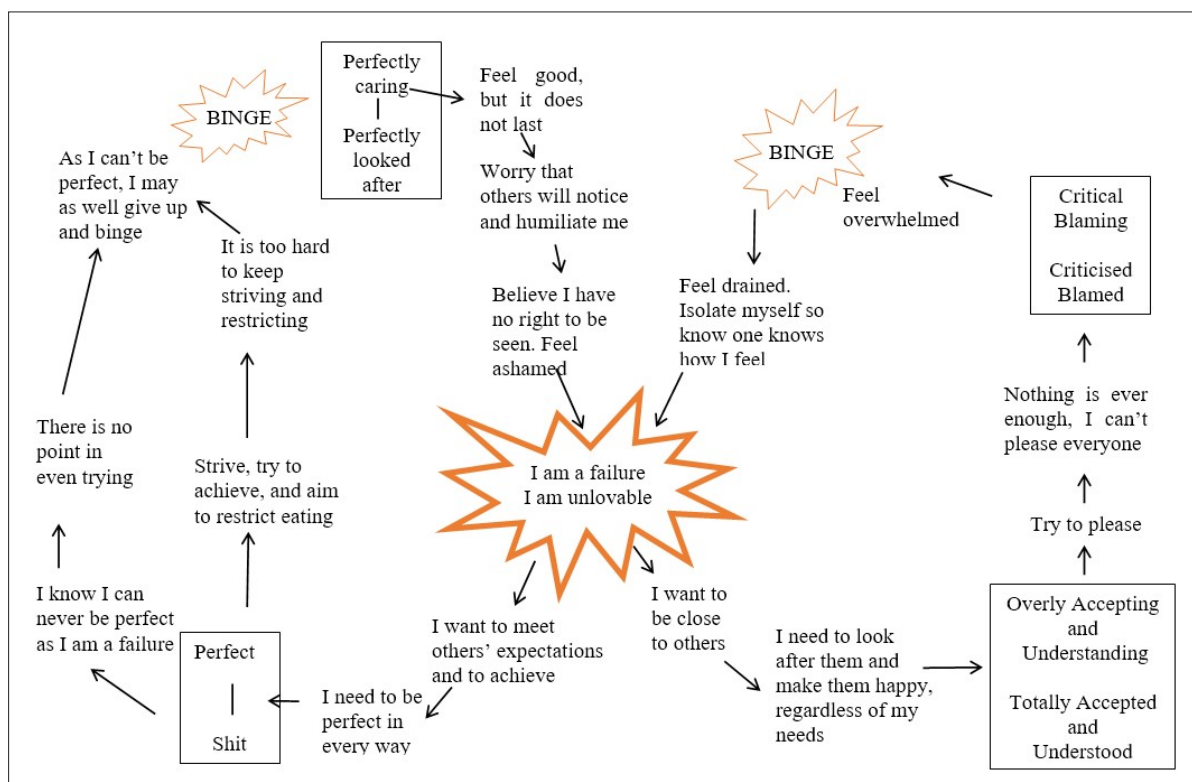 BINGE
Perfectly
caring
Perfectly
looked
after
Feel good,
but it does
not last
Worry that
others will notice
and humiliate me
Believe I have
no right to be
seen. Feel
ashamed
BINGE
Feel
overwhelmed
Critical
Blaming
Criticised
Blamed
As I can’t be
perfect, I may
as well give up
and binge
It is too hard
to keep
striving and
restricting
Feel drained.
Isolate myself so
know one knows
how I feel
Nothing is ever
enough, I can’t
please everyone
There is no
point in
even trying
Strive, try to
achieve, and aim
to restrict eating
I am a failure
I am unlovable
Try to please
I know I can
never be perfect
as I am a failure
Perfect
Shit
I need to be
perfect in
every way
I want to meet
others’ expectations
and to achieve
I want to
be close
to others
I need to look
after them and
make them happy,
regardless of my
needs
Overly Accepting
and
Understanding
Totally Accepted
and
Understood